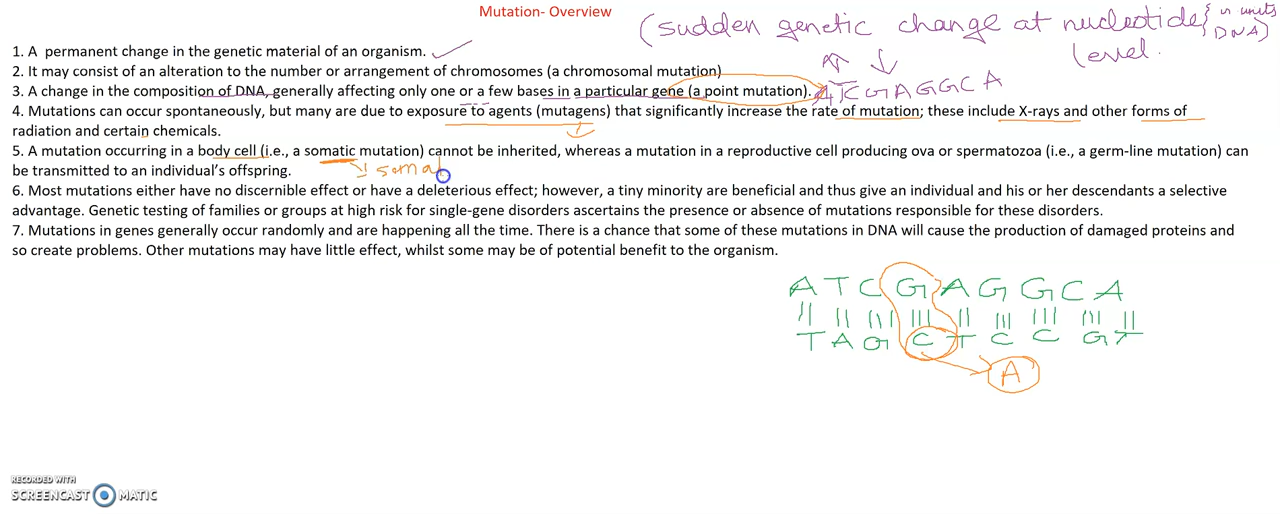 Mutation- Overview
(sudden genetic change at nucleotide { in units DNA)
level.
1. A permanent change in the genetic material of an organism.
2. It may consist of an alteration to the number or arrangement of chromosomes (a chromosomal mutation)
3. A change in the composition of DNA, generally affecting only one or a few bases in a particular gene (a point mutation).
ATCGAGGCA
4. Mutations can occur spontaneously, but many are due to exposure to agents (mutagens) that significantly increase the rate of mutation; these include X-rays and other forms of
radiation and certain chemicals.
5. A mutation occurring in a body cell (i.e., a somatic mutation) cannot be inherited, whereas a mutation in a reproductive cell producing ova or spermatozoa (i.e., a germ-line mutation) can
be transmitted to an individual's offspring.
somat
6. Most mutations either have no discernible effect or have a deleterious effect; however, a tiny minority are beneficial and thus give an individual and his or her descendants a selective
advantage. Genetic testing of families or groups at high risk for single-gene disorders ascertains the presence or absence of mutations responsible for these disorders.
7. Mutations in genes generally occur randomly and are happening all the time. There is a chance that some of these mutations in DNA will cause the production of damaged proteins and
so create problems. Other mutations may have little effect, whilst some may be of potential benefit to the organism.
A T C G A G G C A
T A G C T C C G T
A
RECORDED WITH
SCREENCAST MATIC